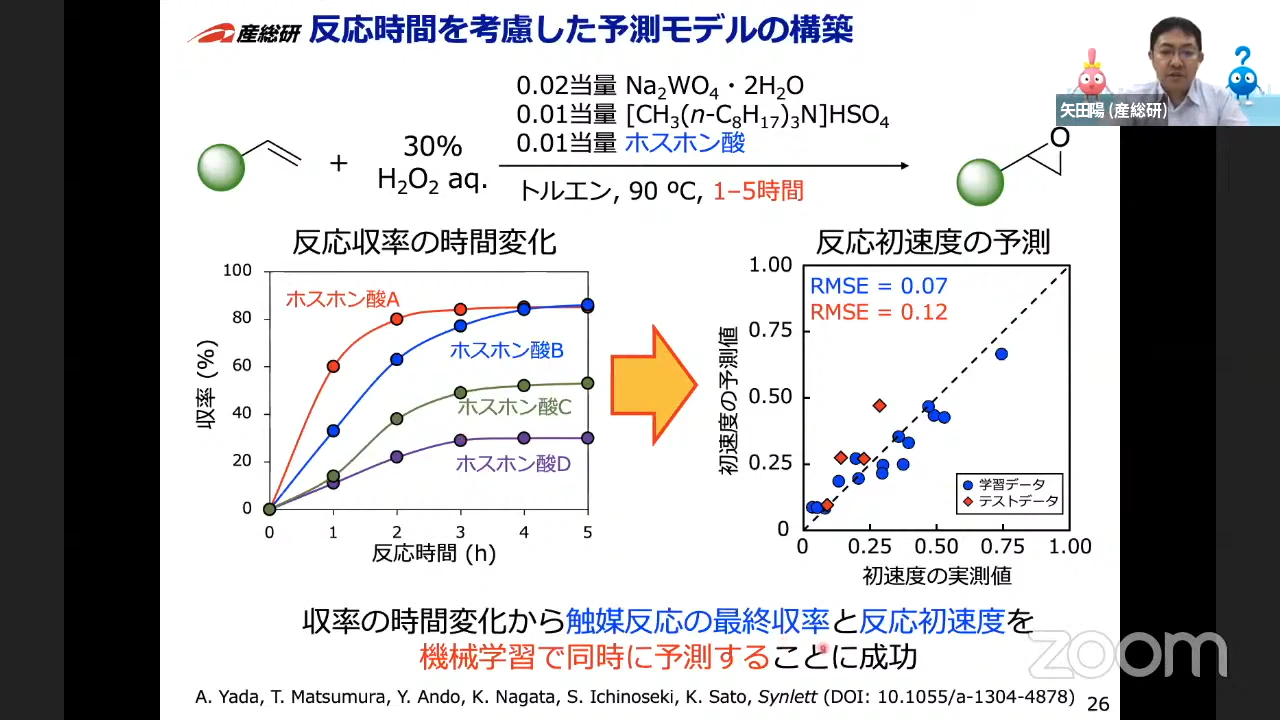 産総研 反応時間を考慮した予測モデルの構築
矢田陽 (産総研)
0.02当量 Na2WO4・2H2O
0.01当量 [CH3(n-C8H17)3N]HSO4
0.01当量 ホスホン酸
+
30%
H2O2 aq.
トルエン, 90 ºC, 1–5時間
O
反応収率の時間変化
100
80
60
40
20
0
収率 (%)
ホスホン酸A
ホスホン酸B
ホスホン酸C
ホスホン酸D
0 1 2 3 4 5
反応時間 (h)
反応初速度の予測
1.00
0.75
0.50
0.25
0
初速度の予測値
RMSE = 0.07
RMSE = 0.12
学習データ
テストデータ
0 0.25 0.50 0.75 1.00
初速度の実測値
収率の時間変化から触媒反応の最終収率と反応初速度を
機械学習で同時に予測することに成功
zoom
A. Yada, T. Matsumura, Y. Ando, K. Nagata, S. Ichinoseki, K. Sato, Synlett (DOI: 10.1055/a-1304-4878)
26